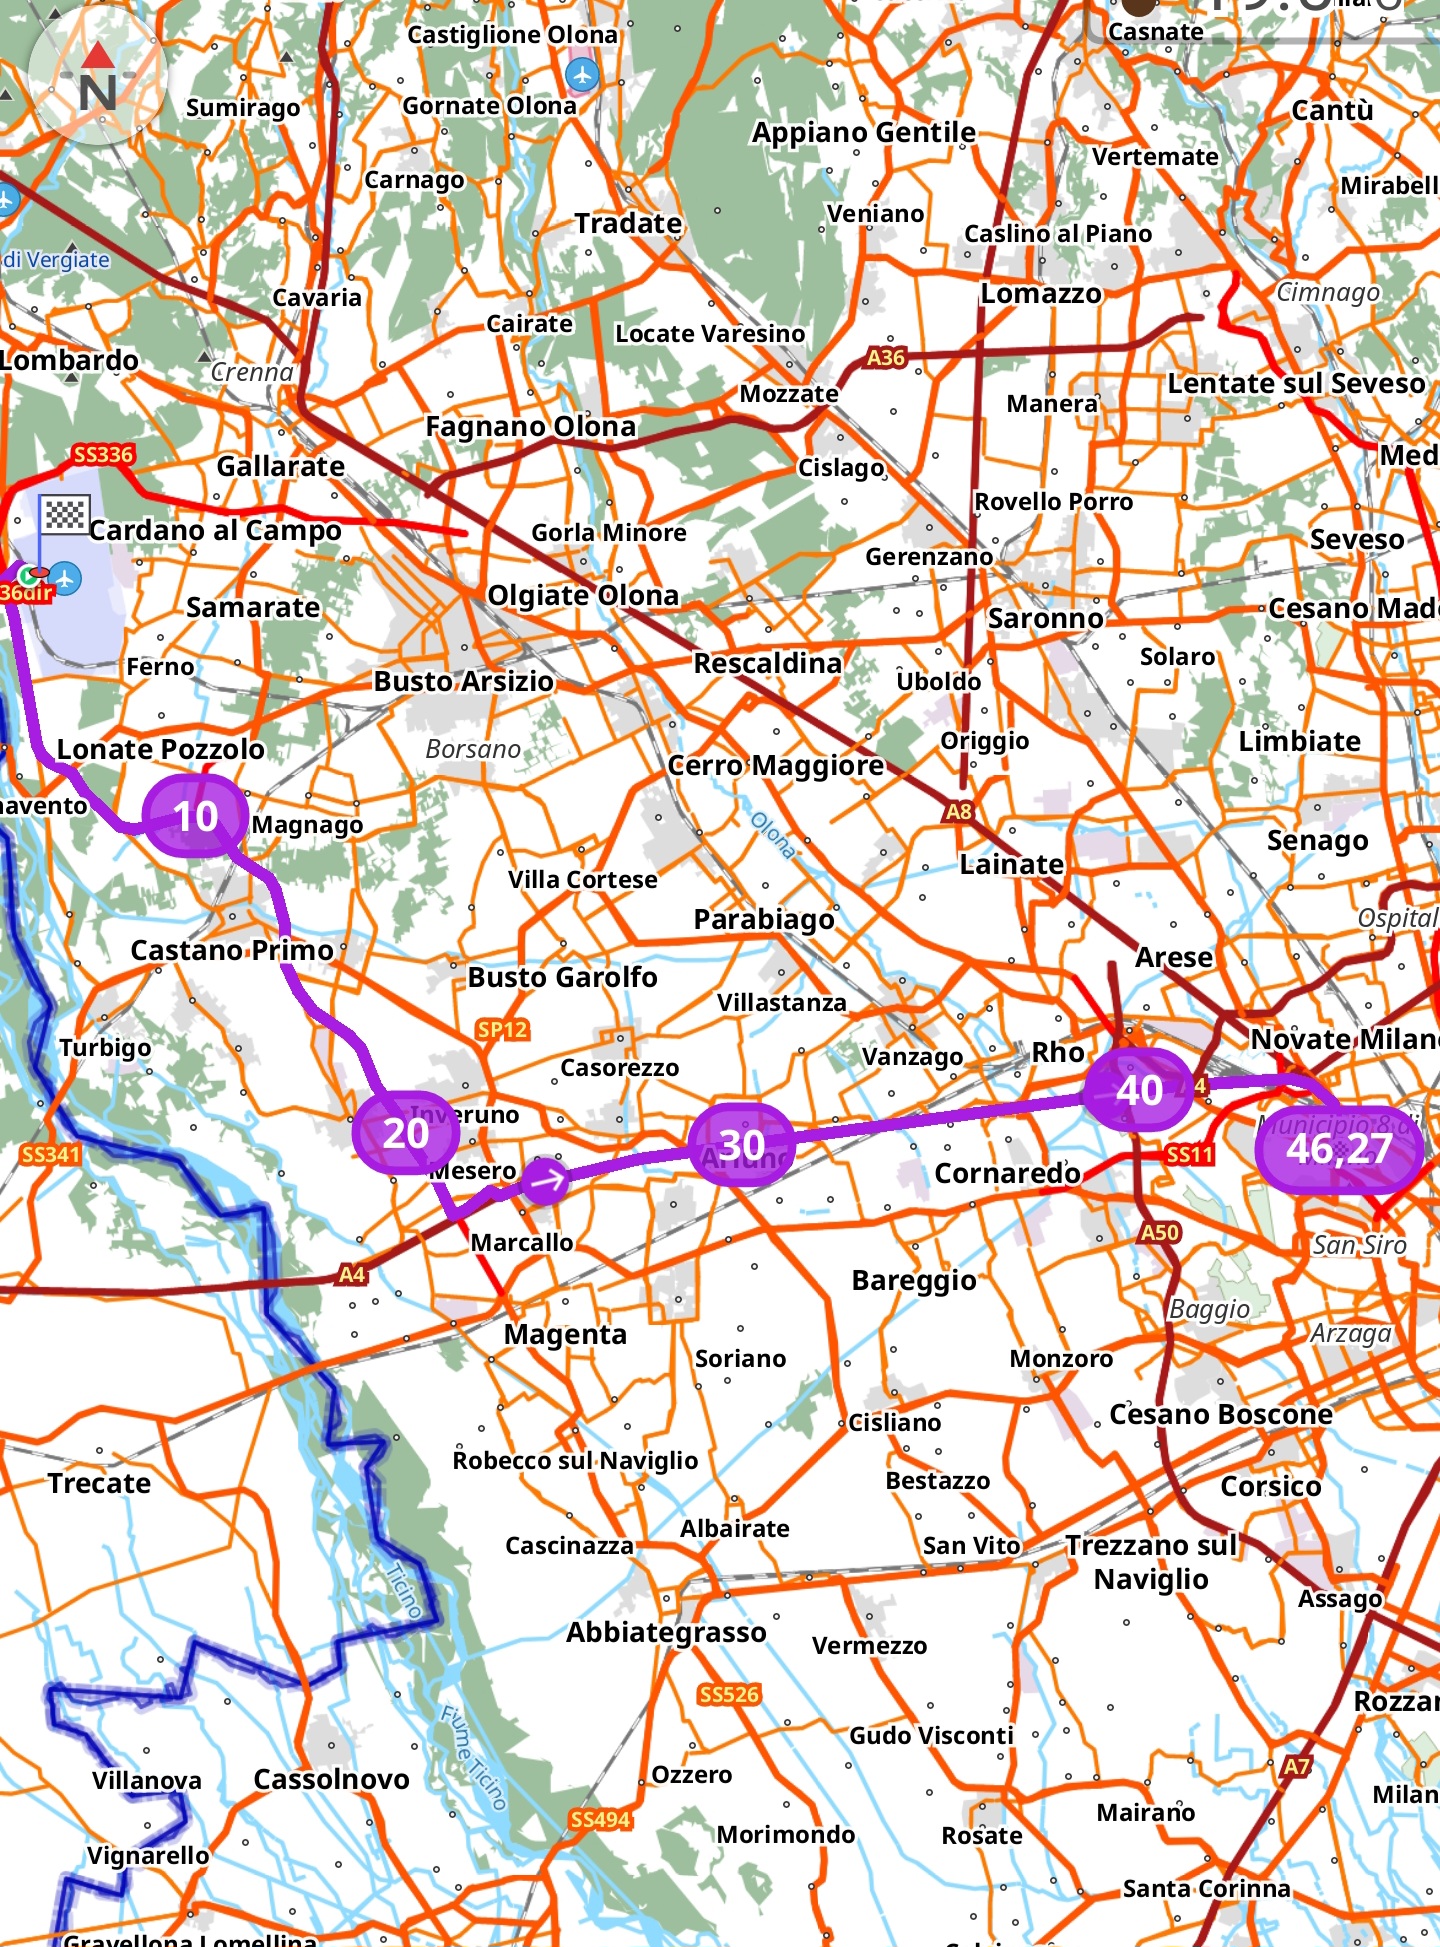 Castiglione Olona
Casnate
N
Sumirago
Gornate Olona
Cantù
Appiano Gentile
Vertemate
Carnago
Mirabell
Tradate
Veniano
Caslino al Piano
di Vergiate
Cavaria
Lomazzo
Cimnago
Cairate
Locate Varesino
Lombardo
Crenna
A36
Lentate sul Seveso
Mozzate
Manera
Fagnano Olona
SS336
Gallarate
Cislago
Med
Rovello Porro
Cardano al Campo
Gorla Minore
Seveso
Gerenzano
36dir
Olgiate Olona
Samarate
Saronno
Cesano Made
Ferno
Rescaldina
Solaro
Busto Arsizio
Uboldo
Lonate Pozzolo
Borsano
Origgio
Limbiate
Cerro Maggiore
navento
10
Magnago
A8
Olona
Senago
Lainate
Villa Cortese
Parabiago
Ospital
Castano Primo
Arese
Busto Garolfo
Villastanza
SP12
Turbigo
Casorezzo
Vanzago
Rho
Novate Milano
40
A4
Inveruno
20
30
Arluno
Municipio 8 di
46,27
SS341
Mesero
Cornaredo
SS11
Marcallo
A50
San Siro
A4
Bareggio
Baggio
Magenta
Arzaga
Soriano
Monzoro
Cisliano
Cesano Boscone
Robecco sul Naviglio
Trecate
Bestazzo
Corsico
Albairate
Cascinazza
San Vito
Trezzano sul
Naviglio
Ticino
Assago
Abbiategrasso
Vermezzo
SS526
Rozzan
Fiume Ticino
Gudo Visconti
A7
Villanova
Cassolnovo
Ozzero
Milan
Mairano
SS494
Morimondo
Rosate
Vignarello
Santa Corinna
Gravellona Lomellina